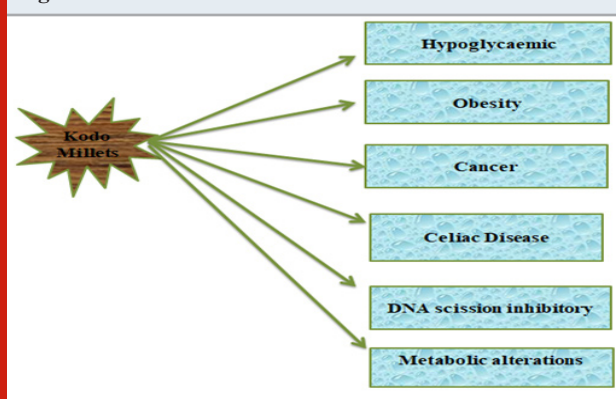 Kodo
Millets
Hypoglycaemic
Obesity
Cancer
Celiac Disease
DNA scission inhibitory
Metabolic alterations